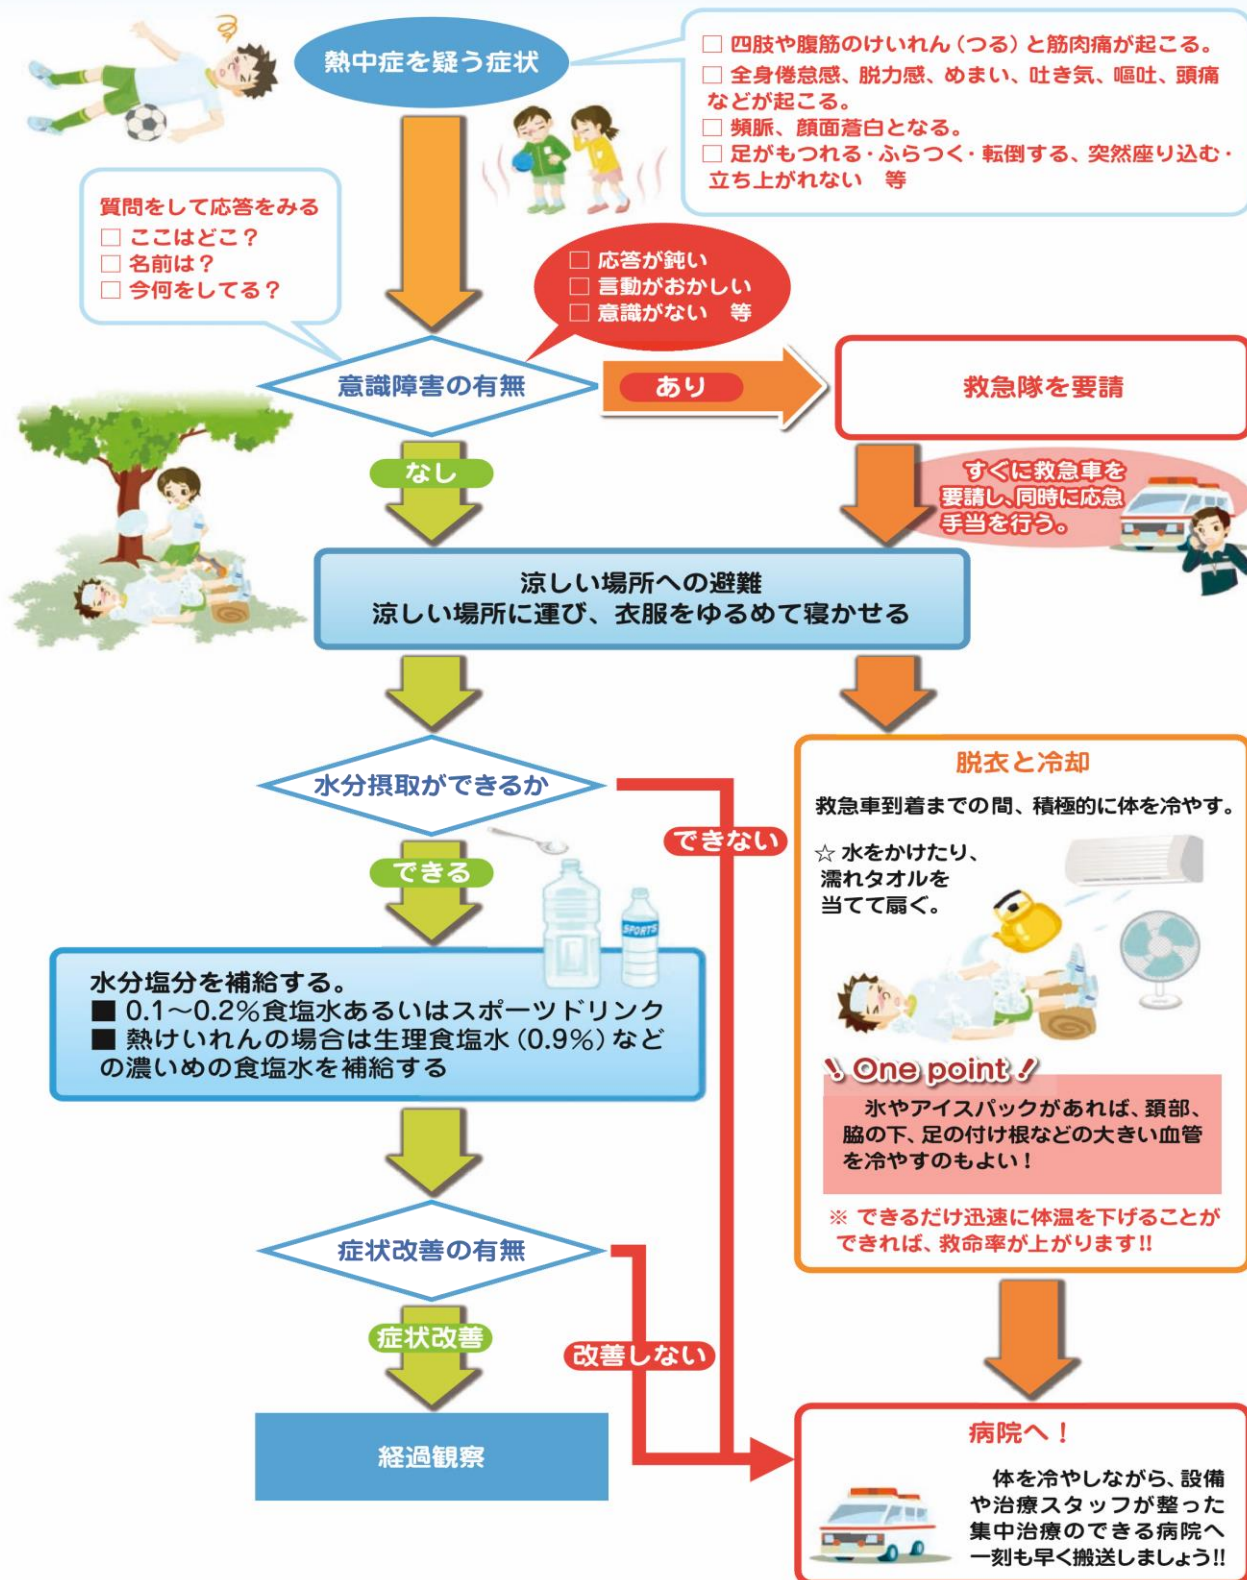 熱中症を疑う症状
□ 四肢や腹筋のけいれん（つる）と筋肉痛が起こる。
□ 全身倦怠感、脱力感、めまい、吐き気、嘔吐、頭痛
などが起こる。
□ 頻脈、顔面蒼白となる。
□ 足がもつれる・ふらつく・転倒する、突然座り込む・
立ち上がれない　等
質問をして応答をみる
□ ここはどこ？
□ 名前は？
□ 今何をしてる？
□ 応答が鈍い
□ 言動がおかしい
□ 意識がない　等
意識障害の有無
あり
救急隊を要請
なし
すぐに救急車を
要請し、同時に応急
手当を行う。
涼しい場所への避難
涼しい場所に運び、衣服をゆるめて寝かせる
水分摂取ができるか
できない
できる
SPORTS
水分塩分を補給する。
■ 0.1～0.2％食塩水あるいはスポーツドリンク
■ 熱けいれんの場合は生理食塩水（0.9％）など
の濃いめの食塩水を補給する
脱衣と冷却
救急車到着までの間、積極的に体を冷やす。
☆ 水をかけたり、
濡れタオルを
当てて扇ぐ。
One point
氷やアイスパックがあれば、頚部、
脇の下、足の付け根などの大きい血管
を冷やすのもよい！
※ できるだけ迅速に体温を下げることが
できれば、救命率が上がります!!
症状改善の有無
症状改善
改善しない
経過観察
病院へ！
体を冷やしながら、設備
や治療スタッフが整った
集中治療のできる病院へ
一刻も早く搬送しましょう!!